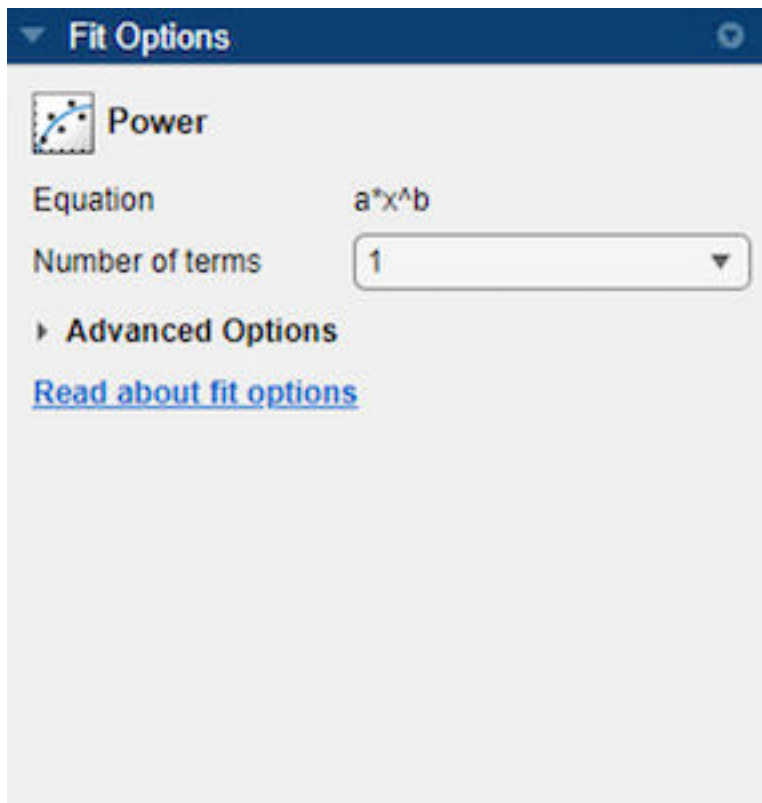 Fit Options
Power
Equation a*x^b
Number of terms 1
Advanced Options
Read about fit options